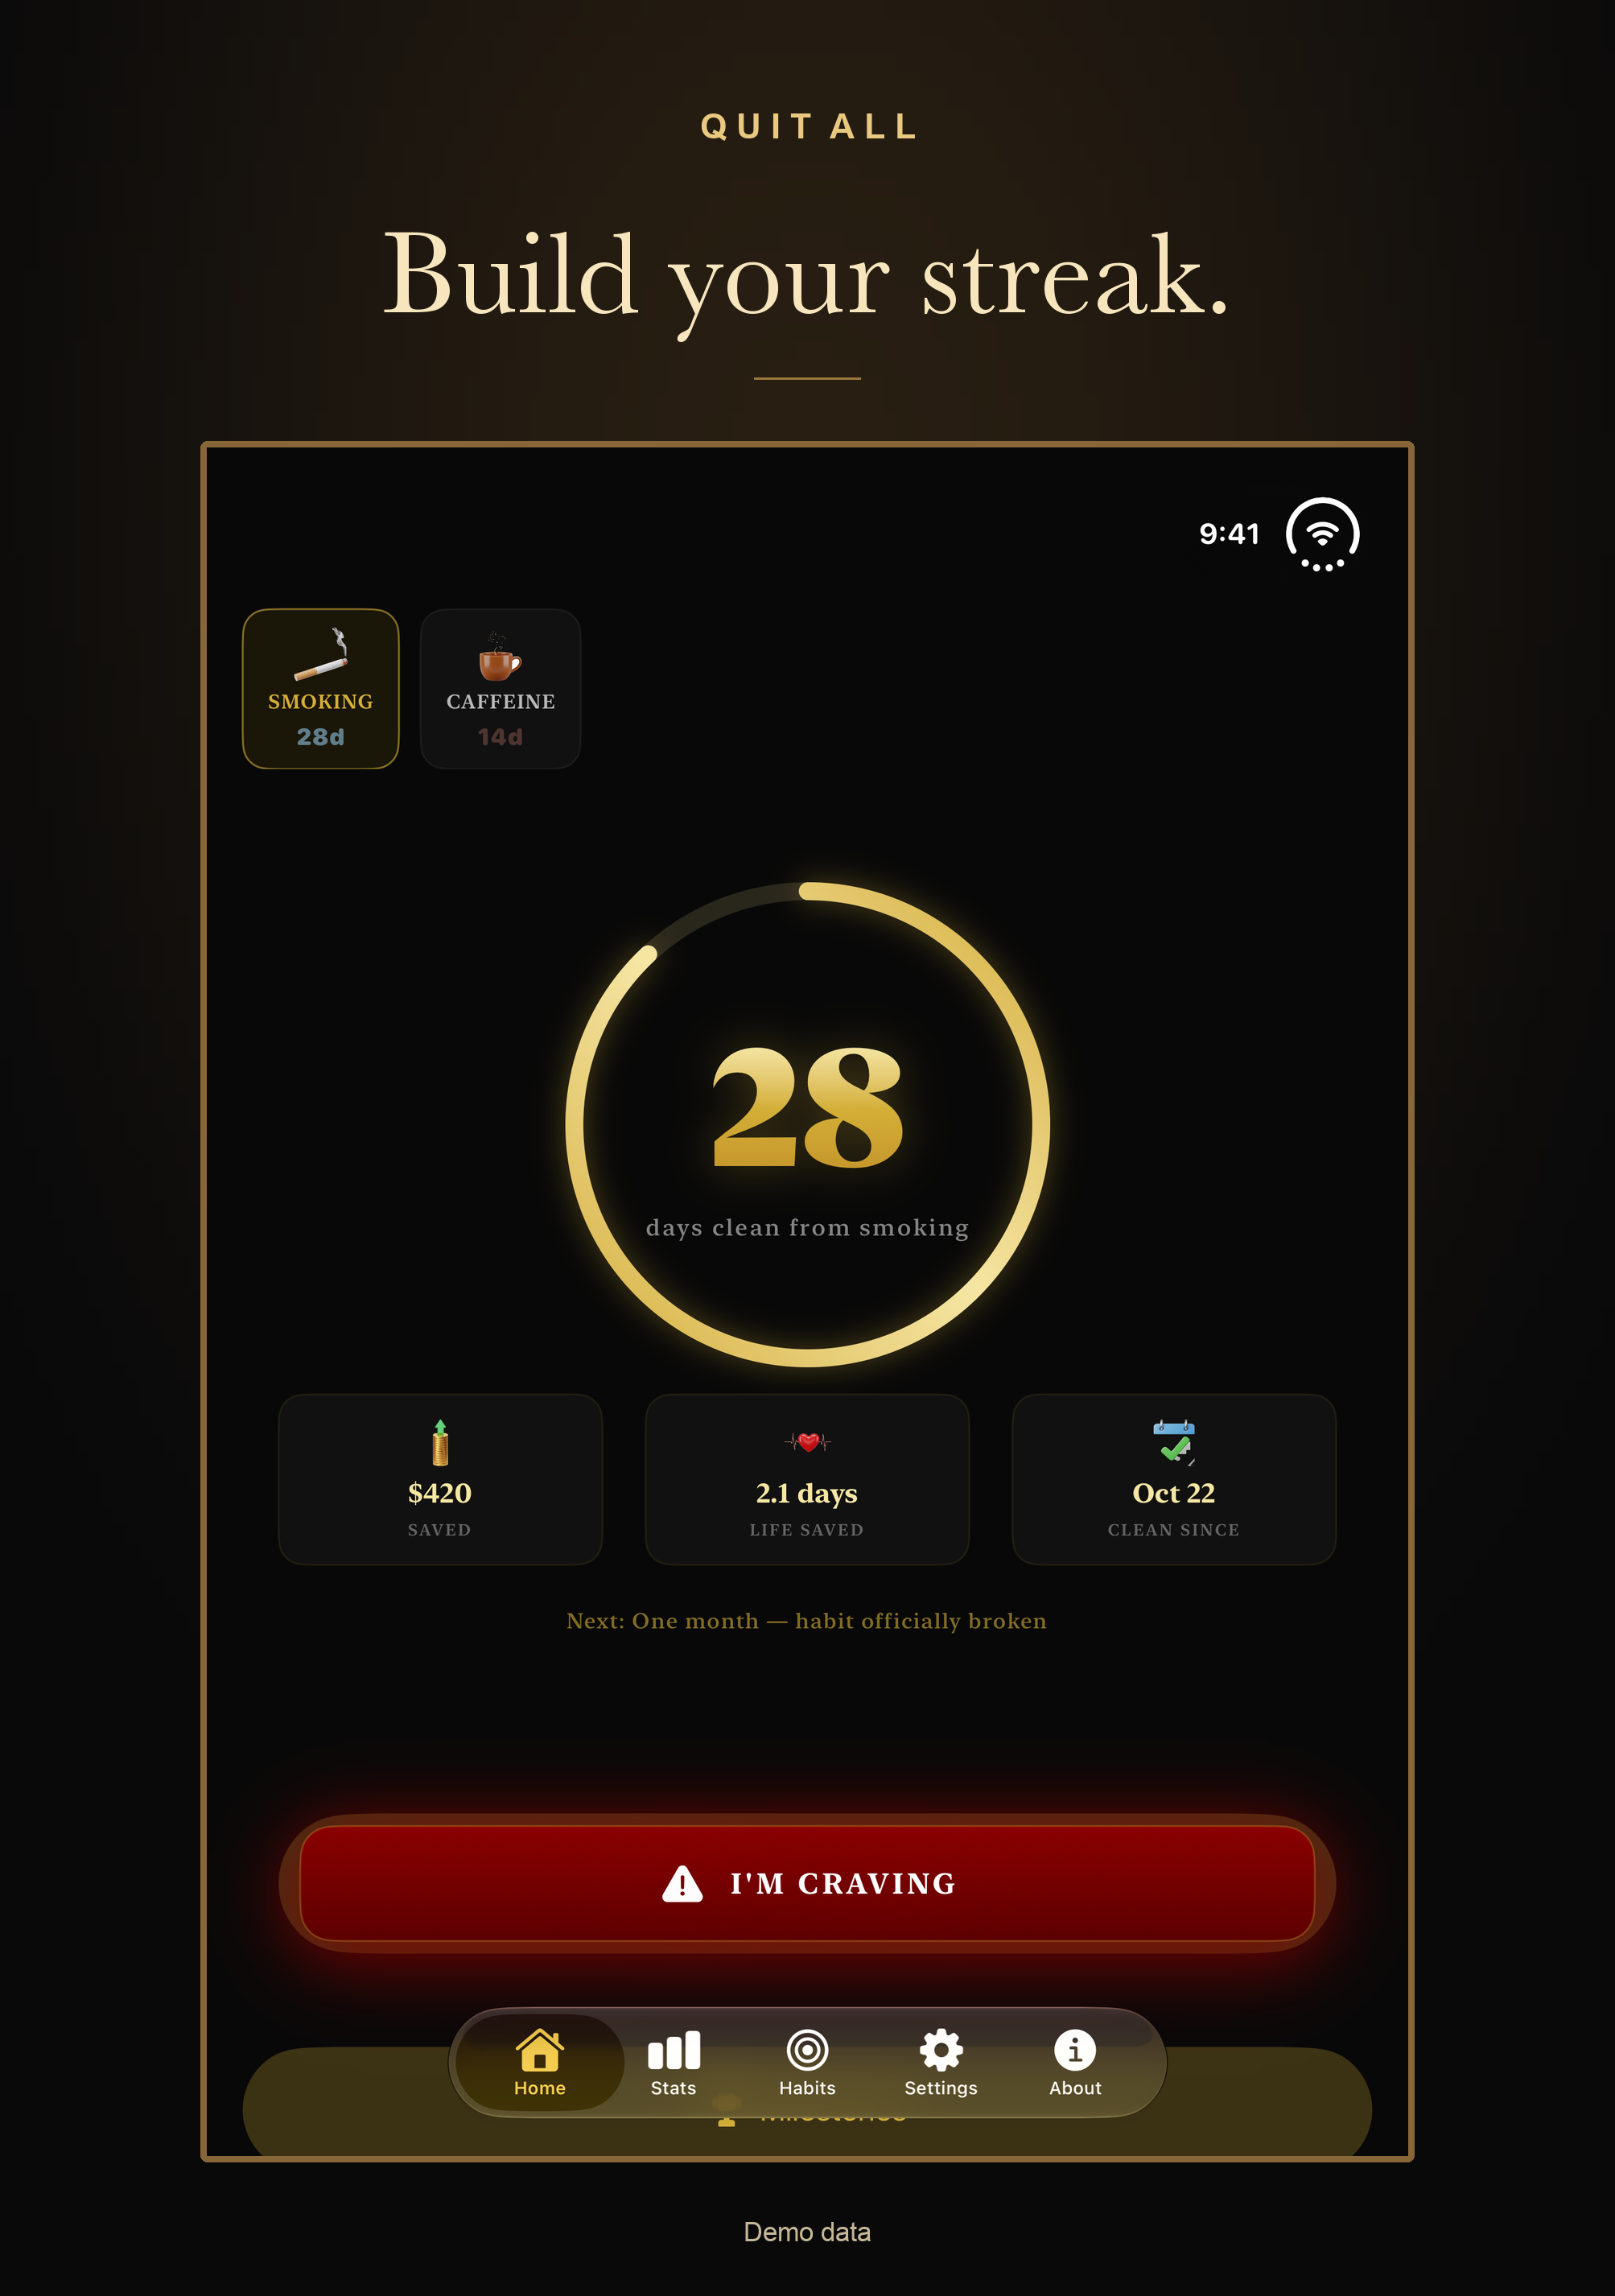 QUIT ALL
Build your streak.
9:41
SMOKING
28d
CAFFEINE
14d
28
days clean from smoking
$420
SAVED
2.1 days
LIFE SAVED
Oct 22
CLEAN SINCE
Next: One month — habit officially broken
I'M CRAVING
Home
Stats
Habits
Settings
About
Milestones
Demo data